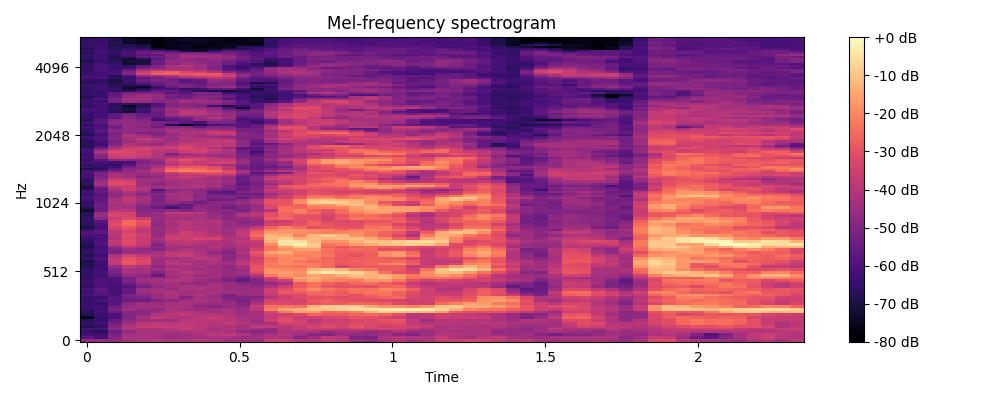 Mel-frequency spectrogram
Hz
4096
2048
1024
512
0
0 0.5 1 1.5 2
Time
+0 dB
-10 dB
-20 dB
-30 dB
-40 dB
-50 dB
-60 dB
-70 dB
-80 dB